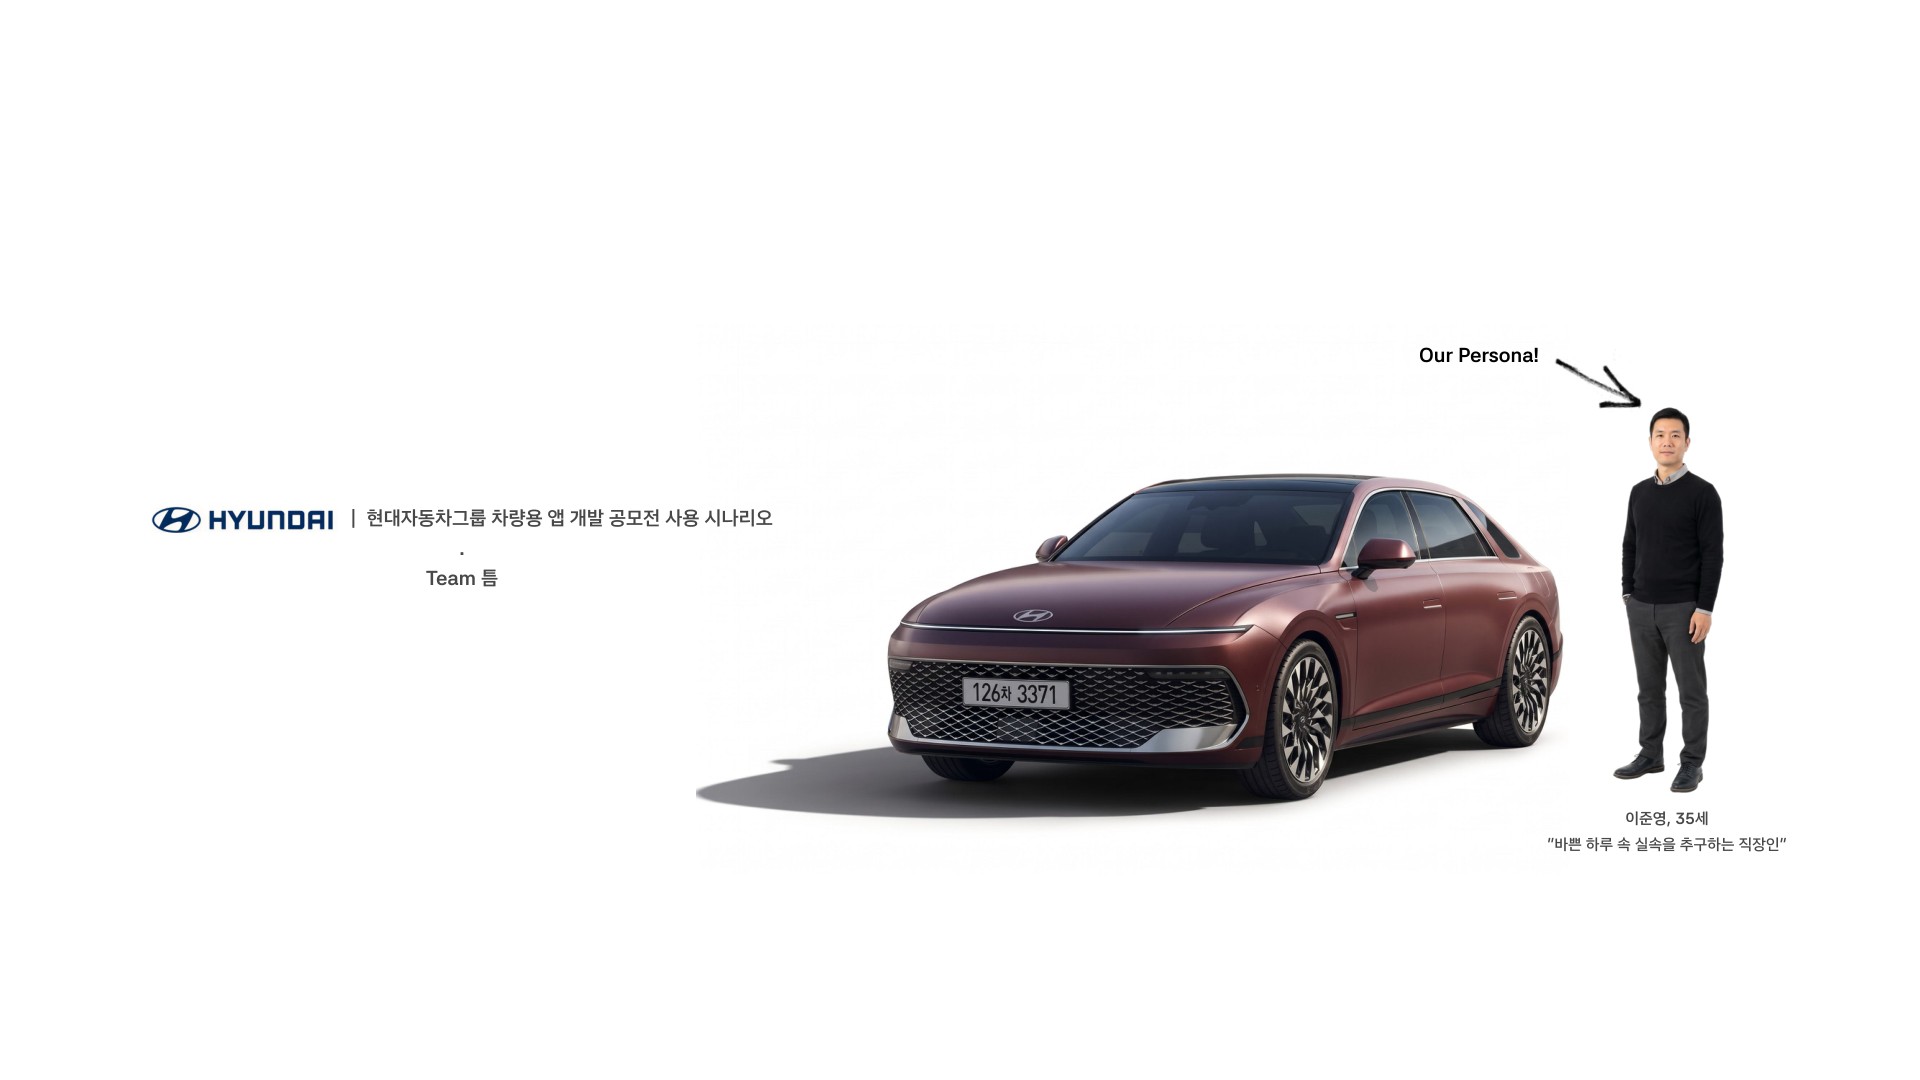 HYUNDAI | 현대자동차그룹 차량용 앱 개발 공모전 사용 시나리오
.
Team 틈
Our Persona!
126차 3371
이준영, 35세
"바쁜 하루 속 실속을 추구하는 직장인"